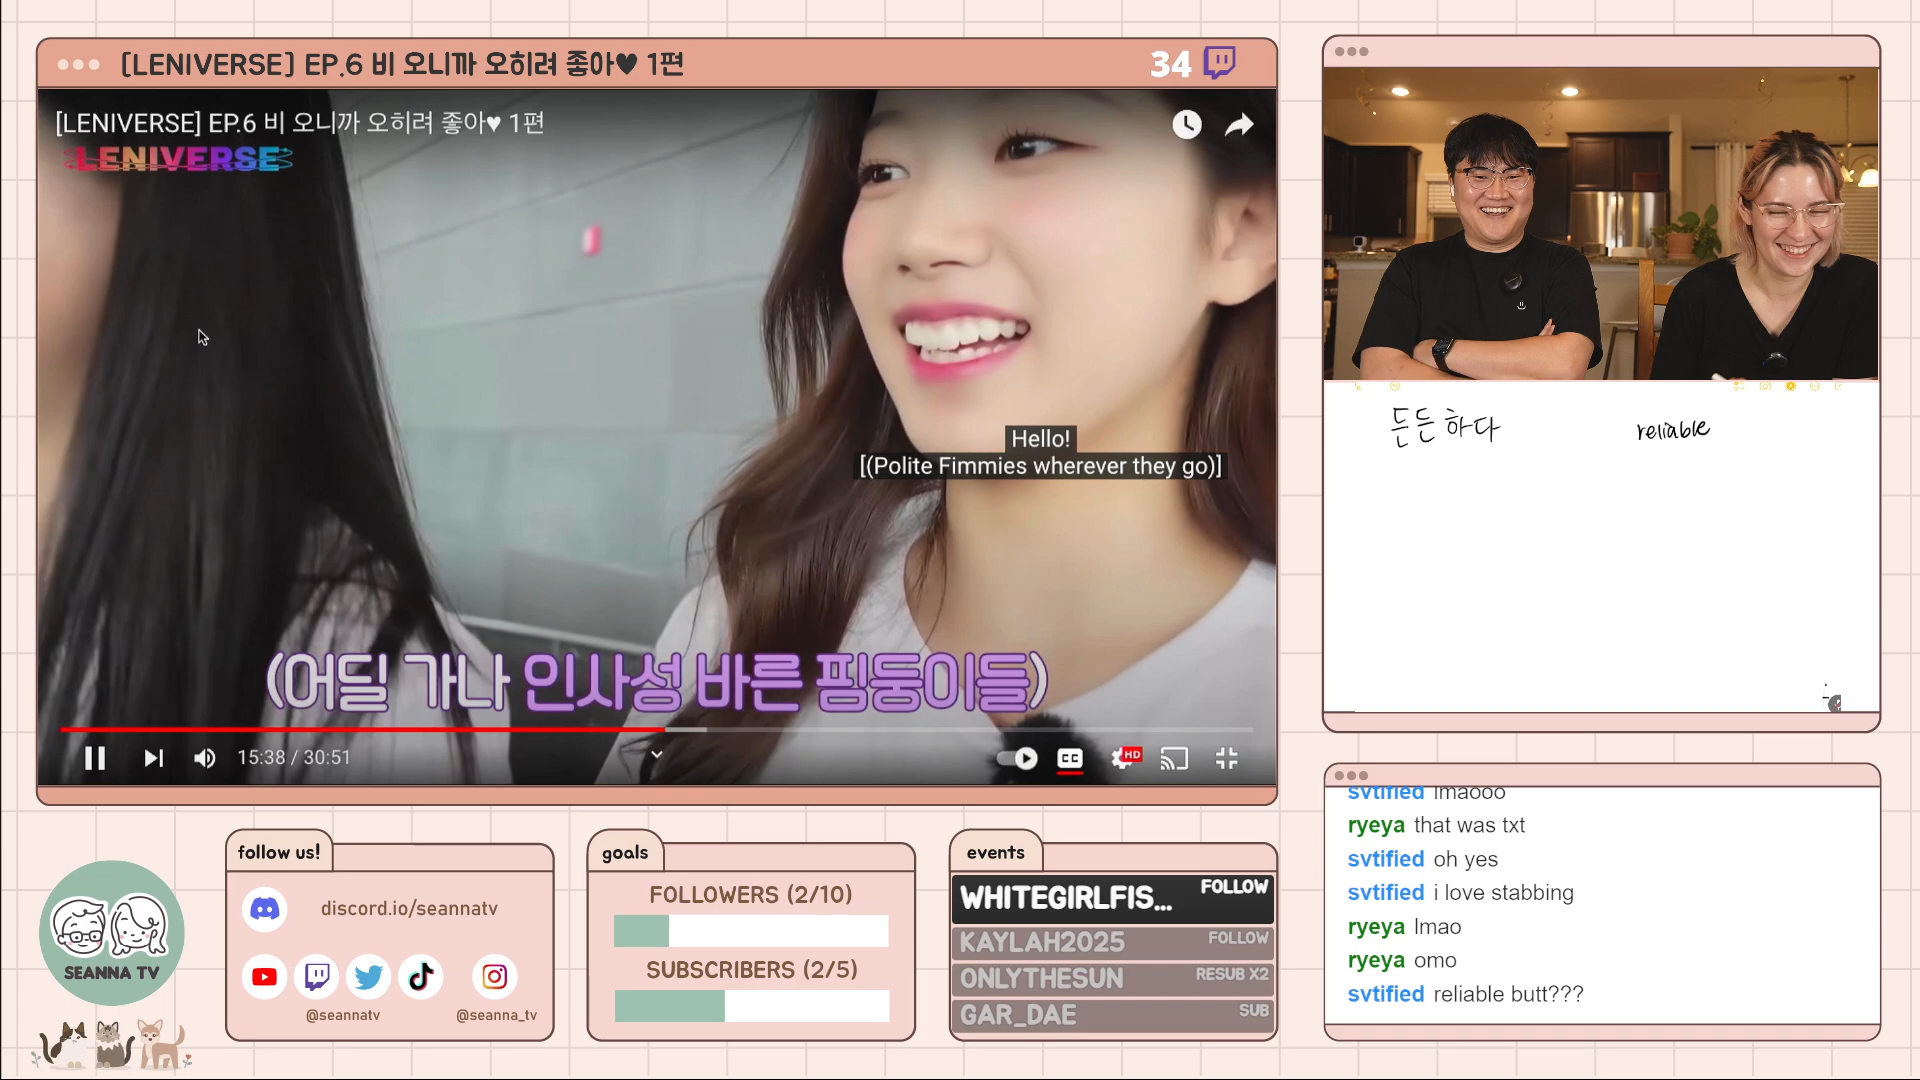 [LENIVERSE] EP.6 비 오니까 오히려 좋아♥ 1편
34
[LENIVERSE] EP.6 비 오니까 오히려 좋아♥ 1편
LENIVERSE
Hello!
[(Polite Fimmies wherever they go)]
(어딜 가나 인사성 바른 핌둥이들)
15:38 / 30:51
CC
HD
든든하다
reliable
svtified lmaooo
ryeya that was txt
svtified oh yes
svtified i love stabbing
ryeya lmao
ryeya omo
svtified reliable butt???
SEANNA TV
follow us!
discord.io/seannatv
@seannatv
@seanna_tv
goals
FOLLOWERS (2/10)
SUBSCRIBERS (2/5)
events
WHITEGIRLFIS... FOLLOW
KAYLAH2025 FOLLOW
ONLYTHESUN RESUB X2
GAR_DAE SUB